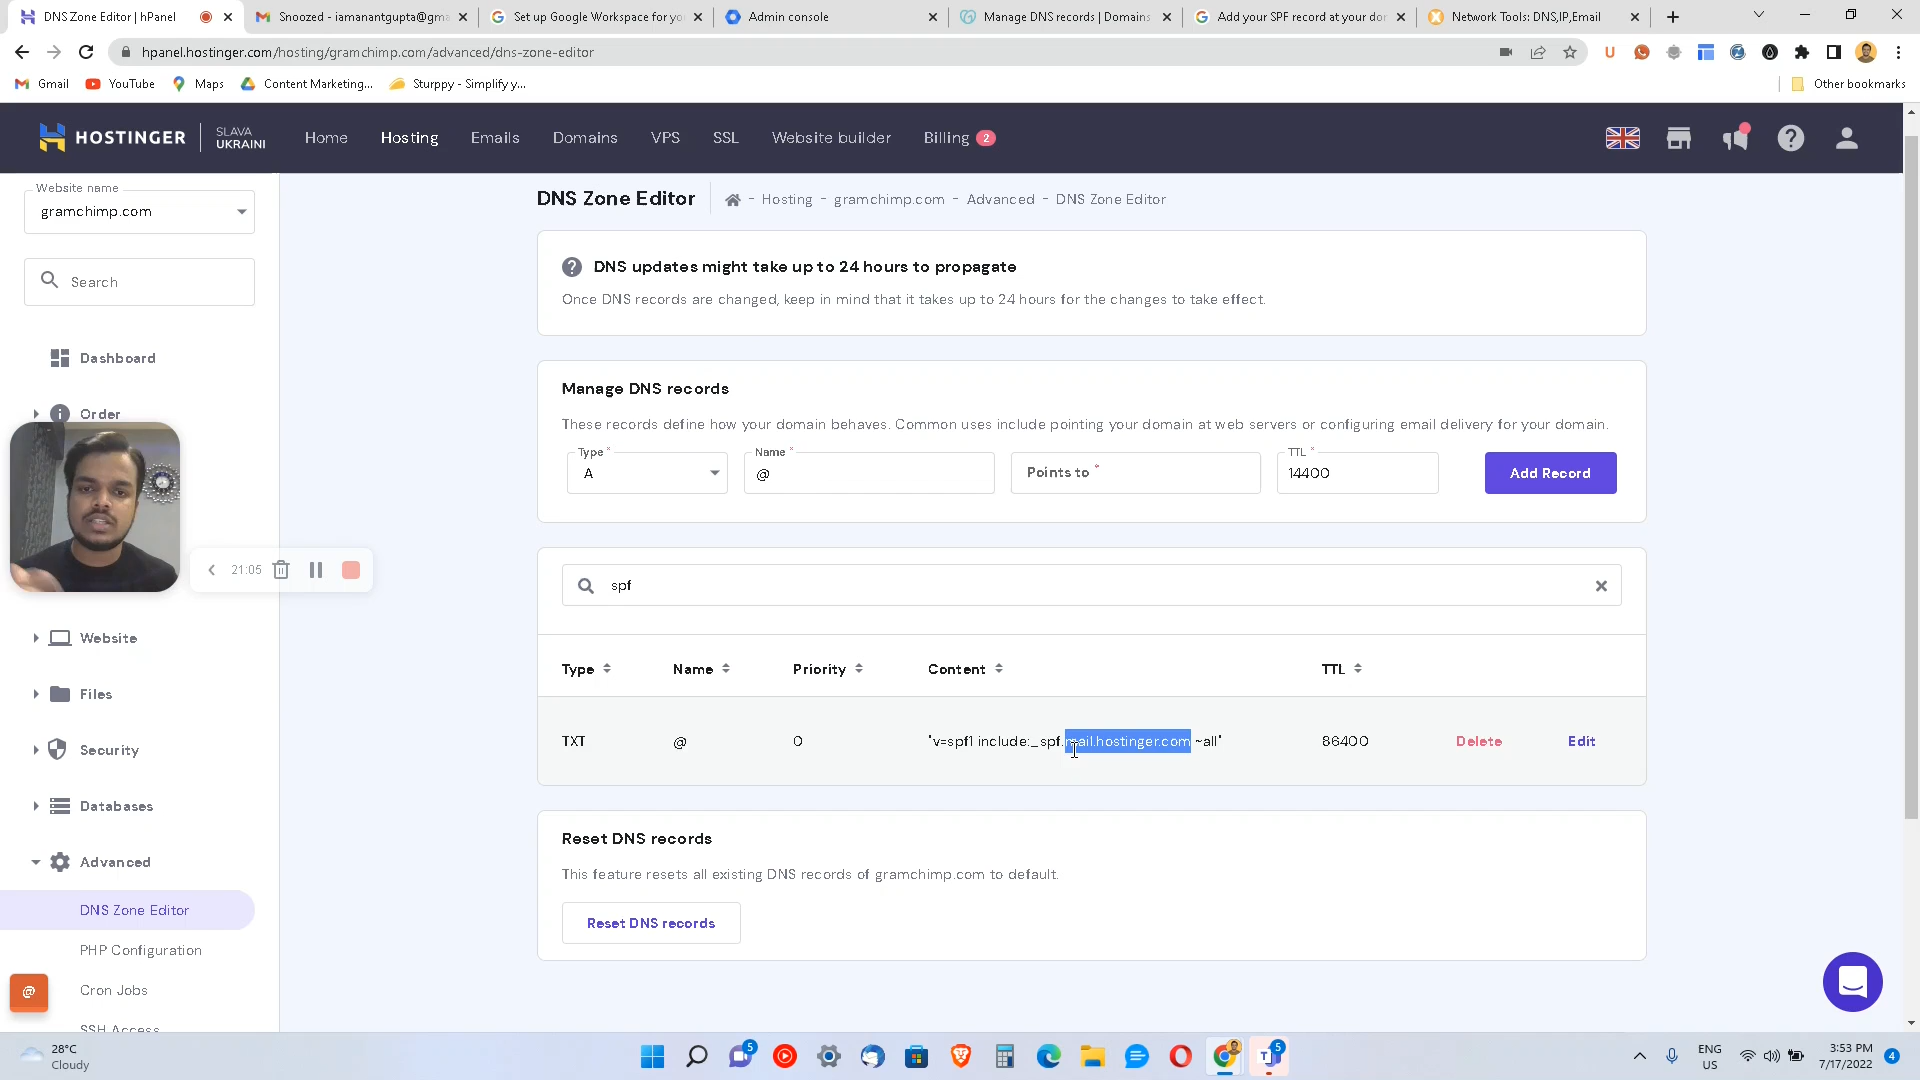 DNS Zone Editor | hPanel
Snoozed - iamanantgupta@gma
Set up Google Workspace for yo
Admin console
Manage DNS records | Domains
Add your SPF record at your dor
Network Tools: DNS,IP,Email
hpanel.hostinger.com/hosting/gramchimp.com/advanced/dns-zone-editor
Gmail
YouTube
Maps
Content Marketing...
Sturppy - Simplify y...
Other bookmarks
HOSTINGER
SLAVA
UKRAINI
Home
Hosting
Emails
Domains
VPS
SSL
Website builder
Billing 2
Website name
gramchimp.com
Search
Dashboard
Order
21:05
Website
Files
Security
Databases
Advanced
DNS Zone Editor
PHP Configuration
Cron Jobs
SSH Access
@
DNS Zone Editor
- Hosting - gramchimp.com - Advanced - DNS Zone Editor
DNS updates might take up to 24 hours to propagate
Once DNS records are changed, keep in mind that it takes up to 24 hours for the changes to take effect.
Manage DNS records
These records define how your domain behaves. Common uses include pointing your domain at web servers or configuring email delivery for your domain.
Type *
A
Name *
@
Points to *
TTL *
14400
Add Record
spf
Type
Name
Priority
Content
TTL
TXT
@
0
"v=spf1 include:_spf.mail.hostinger.com ~all"
86400
Delete
Edit
Reset DNS records
This feature resets all existing DNS records of gramchimp.com to default.
Reset DNS records
28°C
Cloudy
5
5
ENG
US
3:53 PM
7/17/2022
4